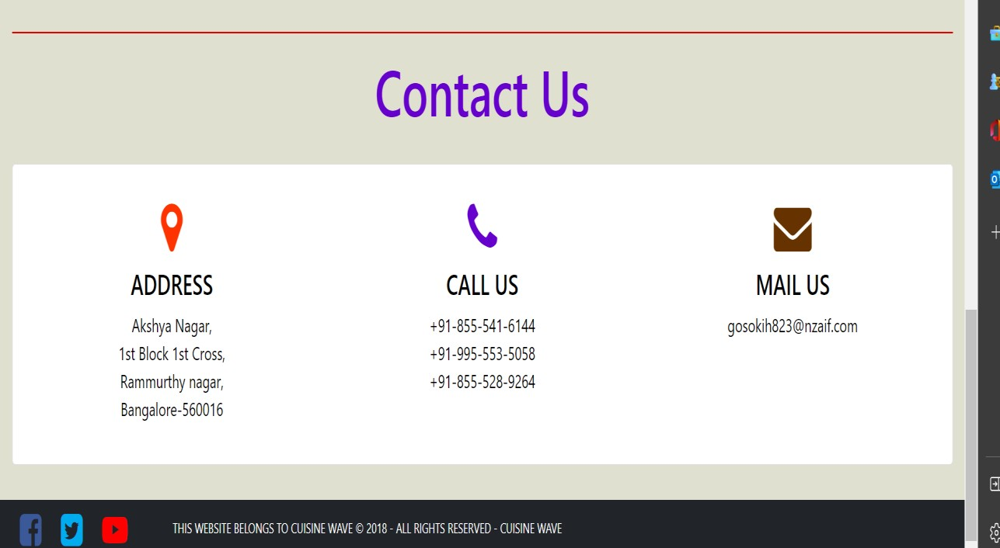 Contact Us
ADDRESS
Akshya Nagar,
1st Block 1st Cross,
Rammurthy nagar,
Bangalore-560016
CALL US
+91-855-541-6144
+91-995-553-5058
+91-855-528-9264
MAIL US
gosokih823@nzaif.com
THIS WEBSITE BELONGS TO CUISINE WAVE © 2018 - ALL RIGHTS RESERVED - CUISINE WAVE